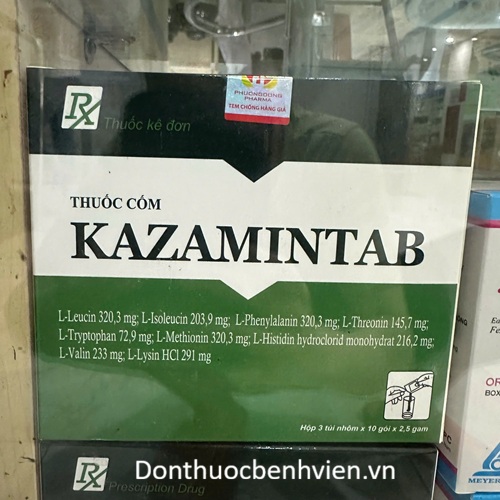 Rx Thuốc kê đơn
PHUONGDONG
PHARMA
TEM CHỐNG HÀNG GIẢ
THUỐC CỐM
KAZAMINTAB
L-Leucin 320,3 mg; L-Isoleucin 203,9 mg; L-Phenylalanin 320,3 mg; L-Threonin 145,7 mg;
L-Tryptophan 72,9 mg; L-Methionin 320,3 mg; L-Histidin hydroclorid monohydrat 216,2 mg;
L-Valin 233 mg; L-Lysin HCl 291 mg
Hộp 3 túi nhôm x 10 gói x 2,5 gam
Rx Prescription Drug
Donthuocbenhvien.vn
OR
BOX
MEYER